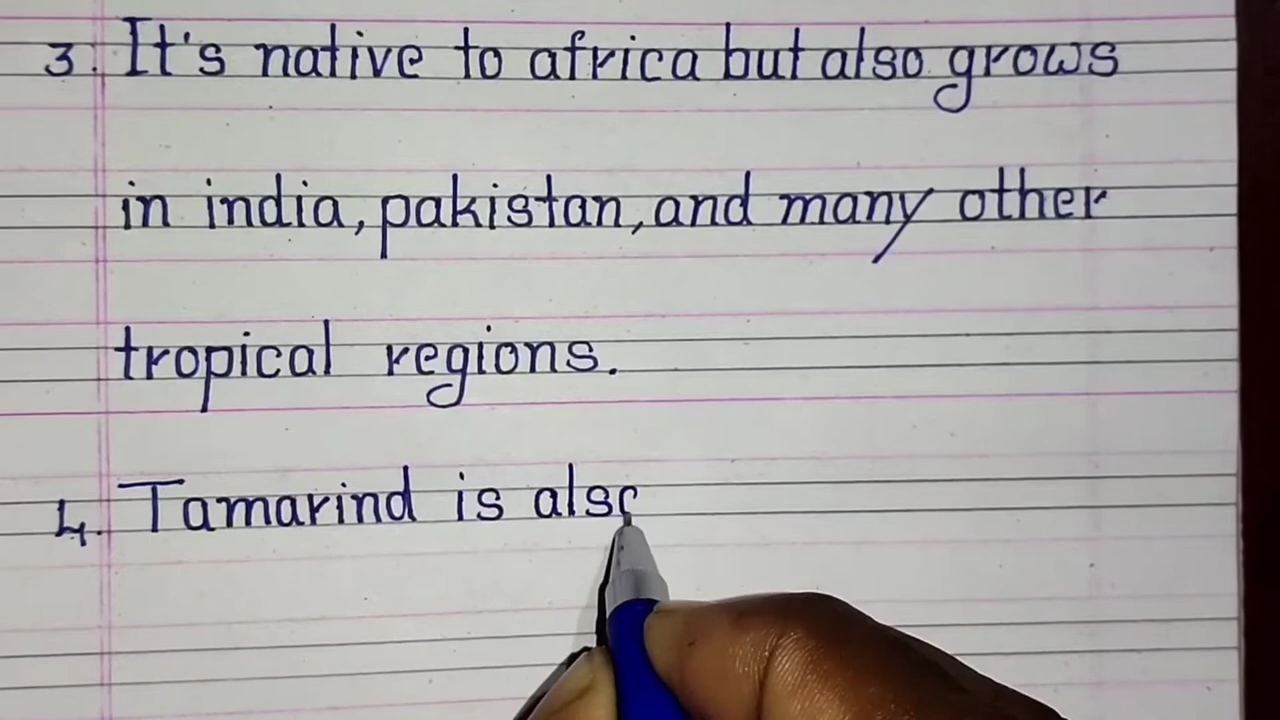 3. It's native to africa but also grows
in india, pakistan, and many other
tropical regions.
4. Tamarind is also